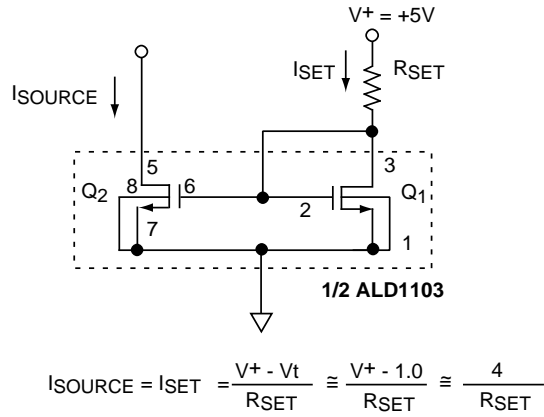 V+ = +5V
ISET
RSET
ISOURCE
5
3
Q2
8
6
2
Q1
7
1
1/2 ALD1103
ISOURCE = ISET = V+ - Vt / RSET ≅ V+ - 1.0 / RSET ≅ 4 / RSET